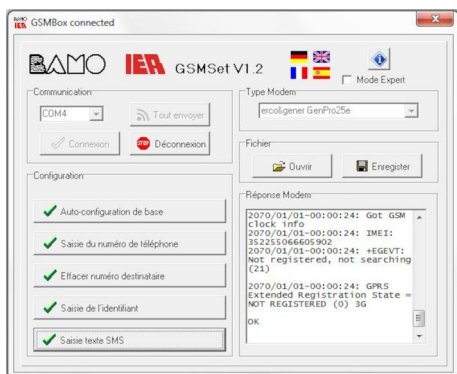 GSMBox connected
BAMO IER GSMSet V1.2
Mode Expert
Communication
COM4
Tout envoyer
Connexion
STOP Déconnexion
Type Modem
ercoligener GenPro25e
Fichier
Ouvrir
Enregister
Configuration
Auto-configuration de base
Saisie du numéro de téléphone
Effacer numéro destinataire
Saisie de l'identifiant
Saisie texte SMS
Réponse Modem
2070/01/01-00:00:24: Got GSM
clock info
2070/01/01-00:00:24: IMEI:
352255066605902
2070/01/01-00:00:24: +EGEVT:
Not registered, not searching
(21)
2070/01/01-00:00:24: GPRS
Extended Registration State =
NOT REGISTERED (0) 3G
OK